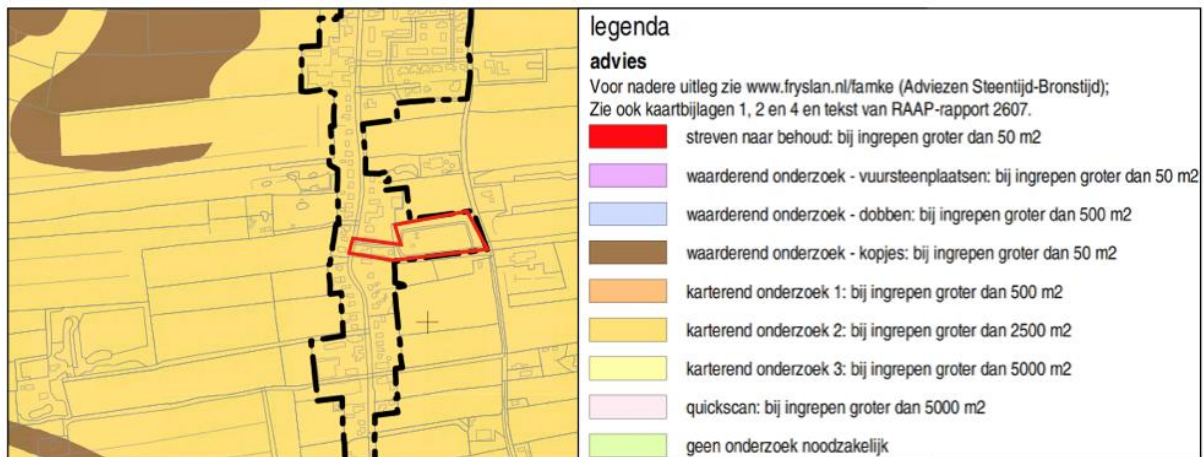 legenda
advies
Voor nadere uitleg zie www.fryslan.nl/famke (Adviezen Steentijd-Bronstijd);
Zie ook kaartbijlagen 1, 2 en 4 en tekst van RAAP-rapport 2607.
streven naar behoud: bij ingrepen groter dan 50 m2
waarderend onderzoek - vuursteenplaatsen: bij ingrepen groter dan 50 m2
waarderend onderzoek - dobben: bij ingrepen groter dan 500 m2
waarderend onderzoek - kopjes: bij ingrepen groter dan 50 m2
karterend onderzoek 1: bij ingrepen groter dan 500 m2
karterend onderzoek 2: bij ingrepen groter dan 2500 m2
karterend onderzoek 3: bij ingrepen groter dan 5000 m2
quickscan: bij ingrepen groter dan 5000 m2
geen onderzoek noodzakelijk